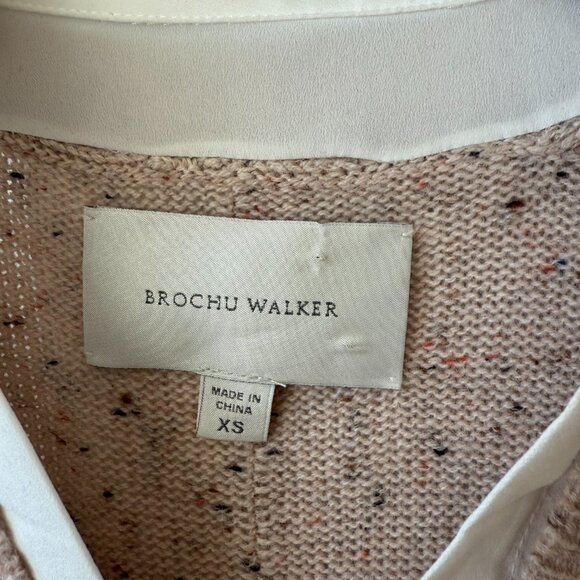 BROCHU WALKER
MADE IN
CHINA
XS